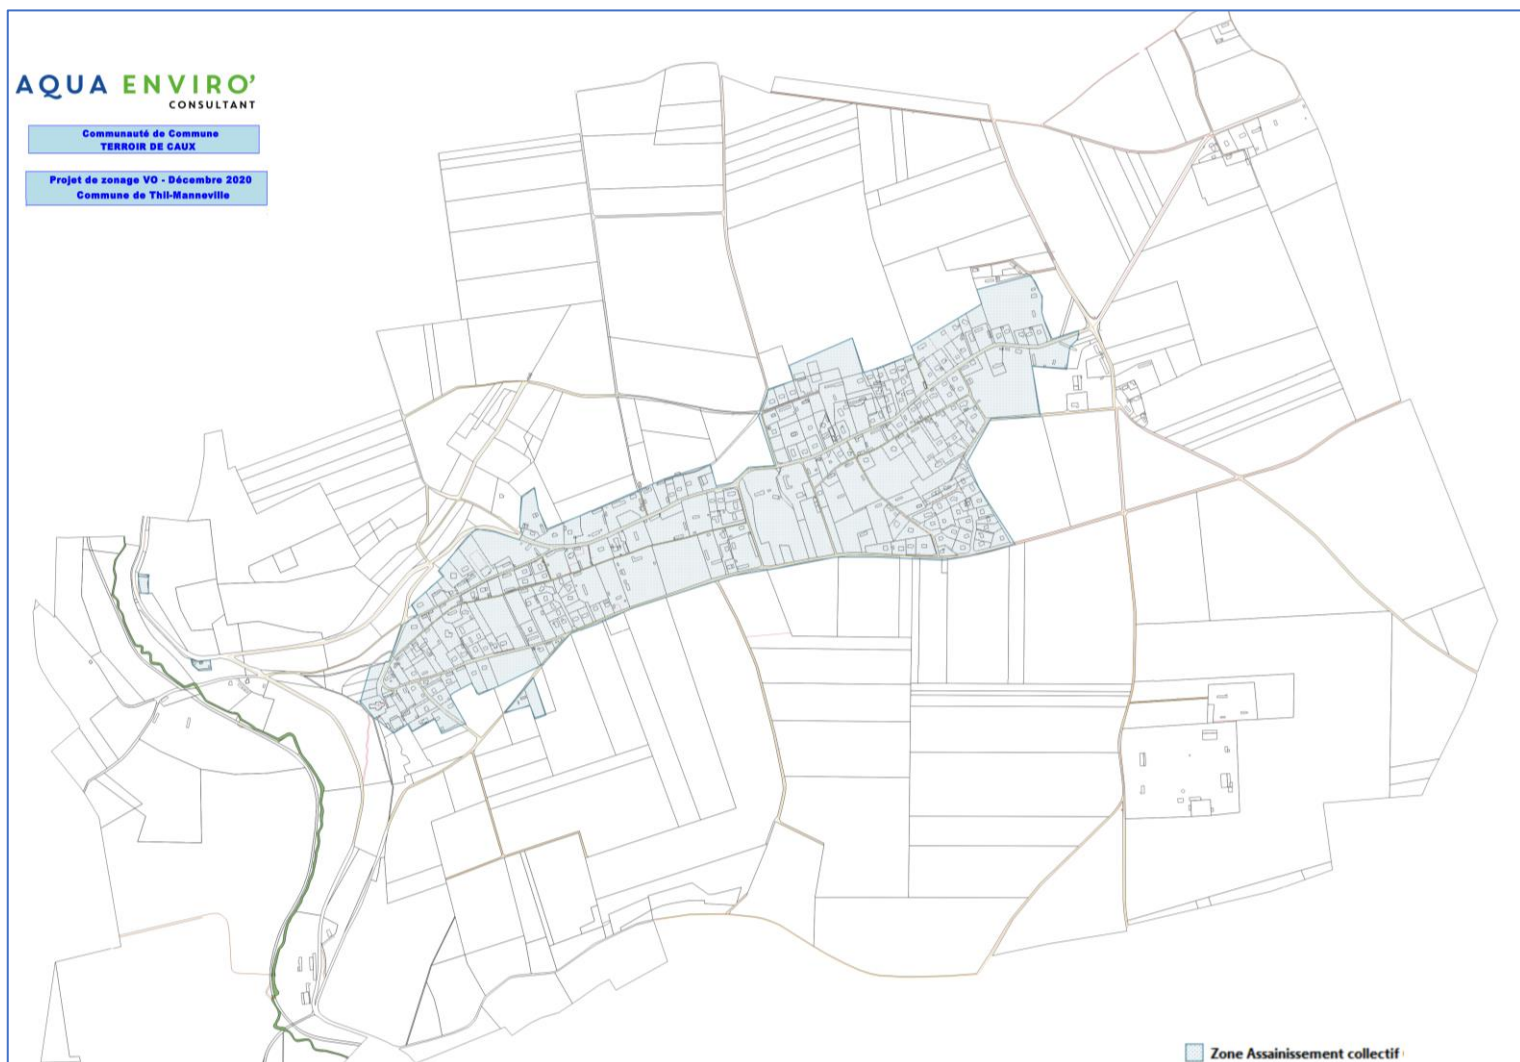 AQUA ENVIRO'
CONSULTANT
Communauté de Commune
TERROIR DE CAUX
Projet de zonage VO - Décembre 2020
Commune de Thil-Manneville
Zone Assainissement collectif